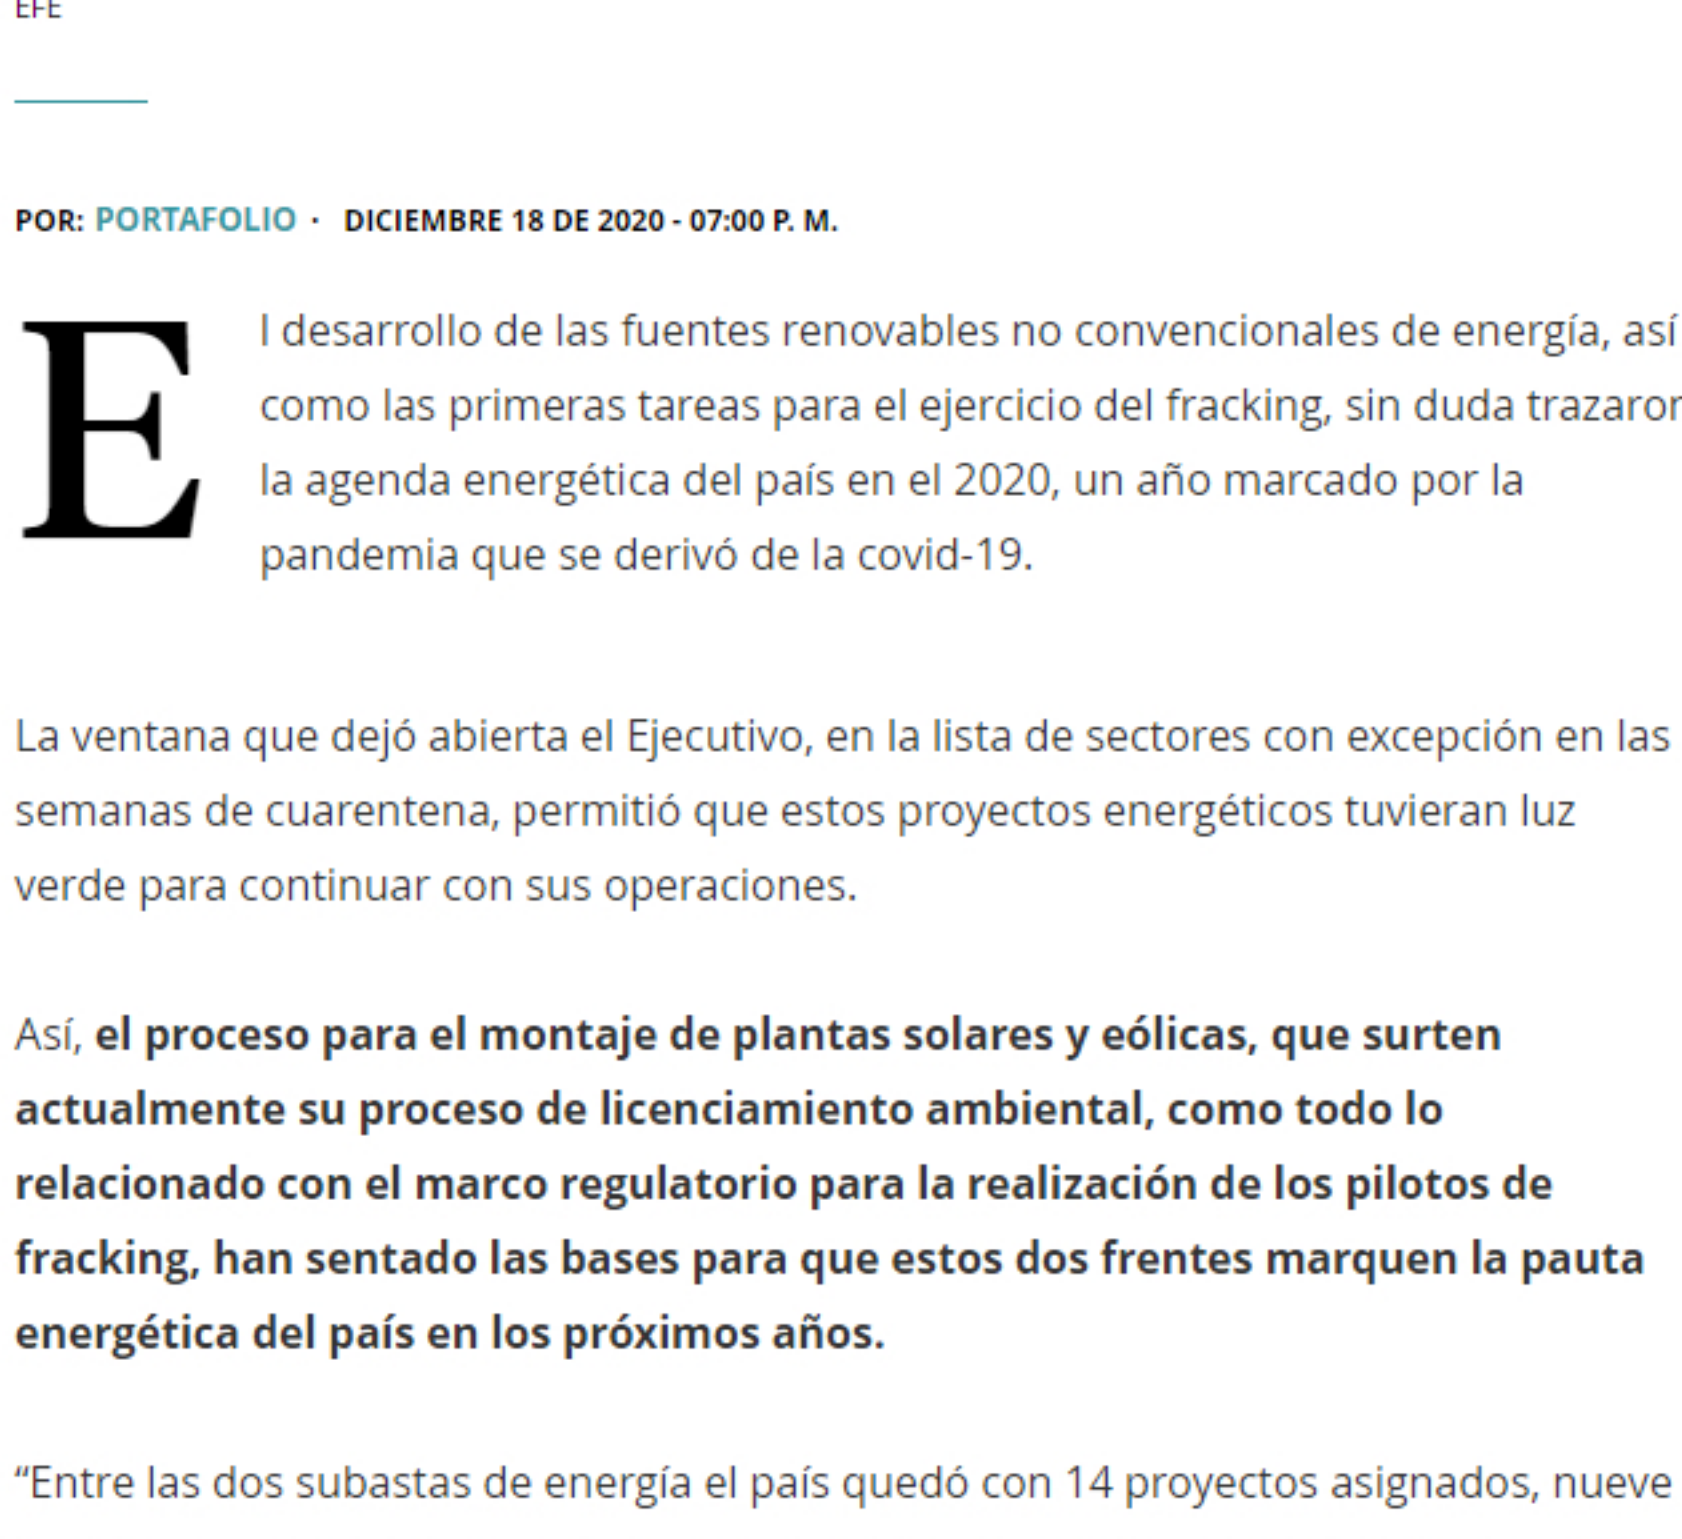 EFE
POR: PORTAFOLIO · DICIEMBRE 18 DE 2020 - 07:00 P. M.
El desarrollo de las fuentes renovables no convencionales de energía, así
como las primeras tareas para el ejercicio del fracking, sin duda trazaron
la agenda energética del país en el 2020, un año marcado por la
pandemia que se derivó de la covid-19.
La ventana que dejó abierta el Ejecutivo, en la lista de sectores con excepción en las
semanas de cuarentena, permitió que estos proyectos energéticos tuvieran luz
verde para continuar con sus operaciones.
Así, el proceso para el montaje de plantas solares y eólicas, que surten
actualmente su proceso de licenciamiento ambiental, como todo lo
relacionado con el marco regulatorio para la realización de los pilotos de
fracking, han sentado las bases para que estos dos frentes marquen la pauta
energética del país en los próximos años.
“Entre las dos subastas de energía el país quedó con 14 proyectos asignados, nueve